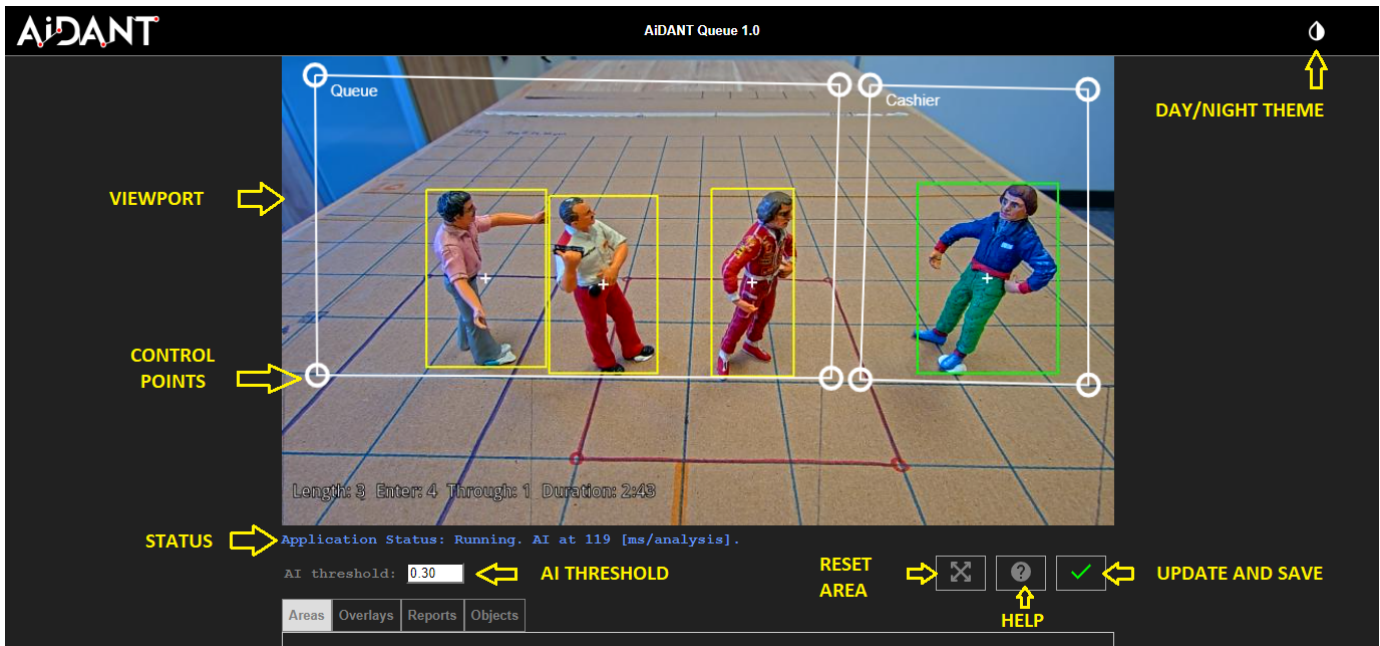 AiDANT
AiDANT Queue 1.0
DAY/NIGHT THEME
Queue
Cashier
VIEWPORT
CONTROL
POINTS
Length: 3 Enter: 4 Through: 1 Duration: 2:43
STATUS
Application Status: Running. AI at 119 [ms/analysis].
AI threshold: 0.30
AI THRESHOLD
RESET
AREA
?
HELP
UPDATE AND SAVE
Areas Overlays Reports Objects